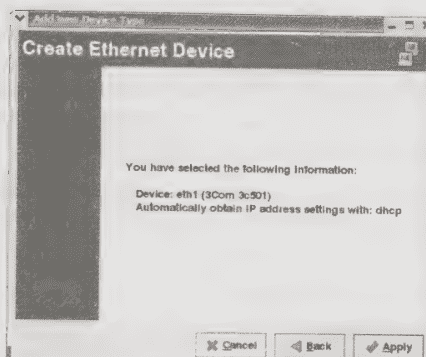 Add new Device Type
Create Ethernet Device
You have selected the following information:
Device: eth1 (3Com 3c501)
Automatically obtain IP address settings with: dhcp
Cancel
Back
Apply